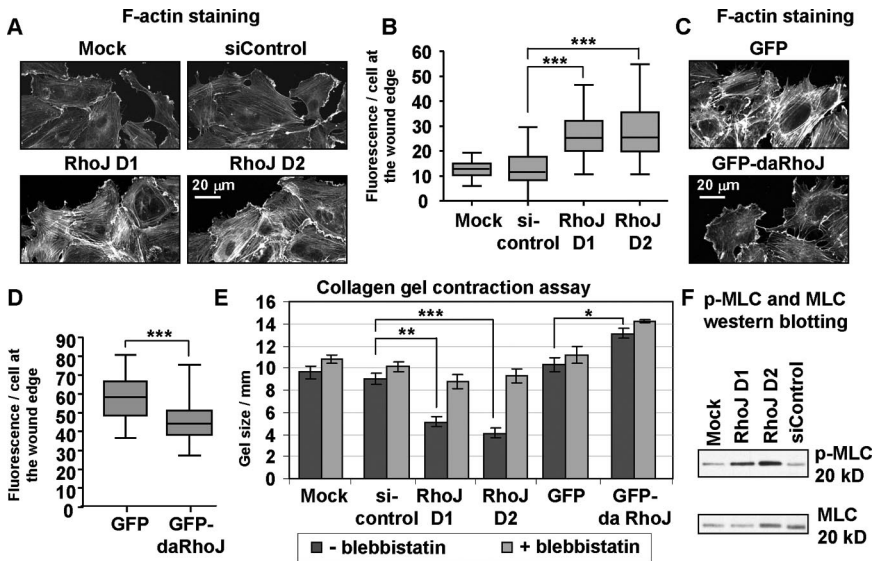 A
F-actin staining
Mock
siControl
RhoJ D1
RhoJ D2
20 µm
B
Fluorescence / cell at
the wound edge
60
50
40
30
20
10
0
***
***
Mock
si-
control
RhoJ
D1
RhoJ
D2
C
F-actin staining
GFP
GFP-daRhoJ
20 µm
D
Fluorescence / cell at
the wound edge
90
80
70
60
50
40
30
20
10
0
***
GFP
GFP-
daRhoJ
E
Collagen gel contraction assay
Gel size / mm
16
14
12
10
8
6
4
2
0
***
**
*
Mock
si-
control
RhoJ
D1
RhoJ
D2
GFP
GFP-
da RhoJ
- blebbistatin
+ blebbistatin
F
p-MLC and MLC
western blotting
Mock
RhoJ D1
RhoJ D2
siControl
p-MLC
20 kD
MLC
20 kD